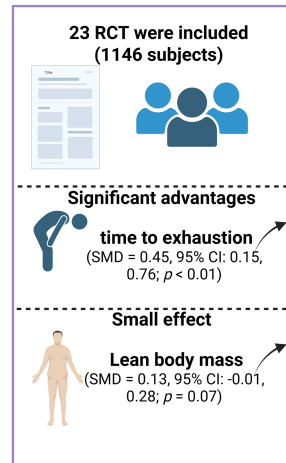 23 RCT were included
(1146 subjects)
Title
Significant advantages
time to exhaustion
(SMD = 0.45, 95% CI: 0.15,
0.76; p < 0.01)
Small effect
Lean body mass
(SMD = 0.13, 95% CI: -0.01,
0.28; p = 0.07)